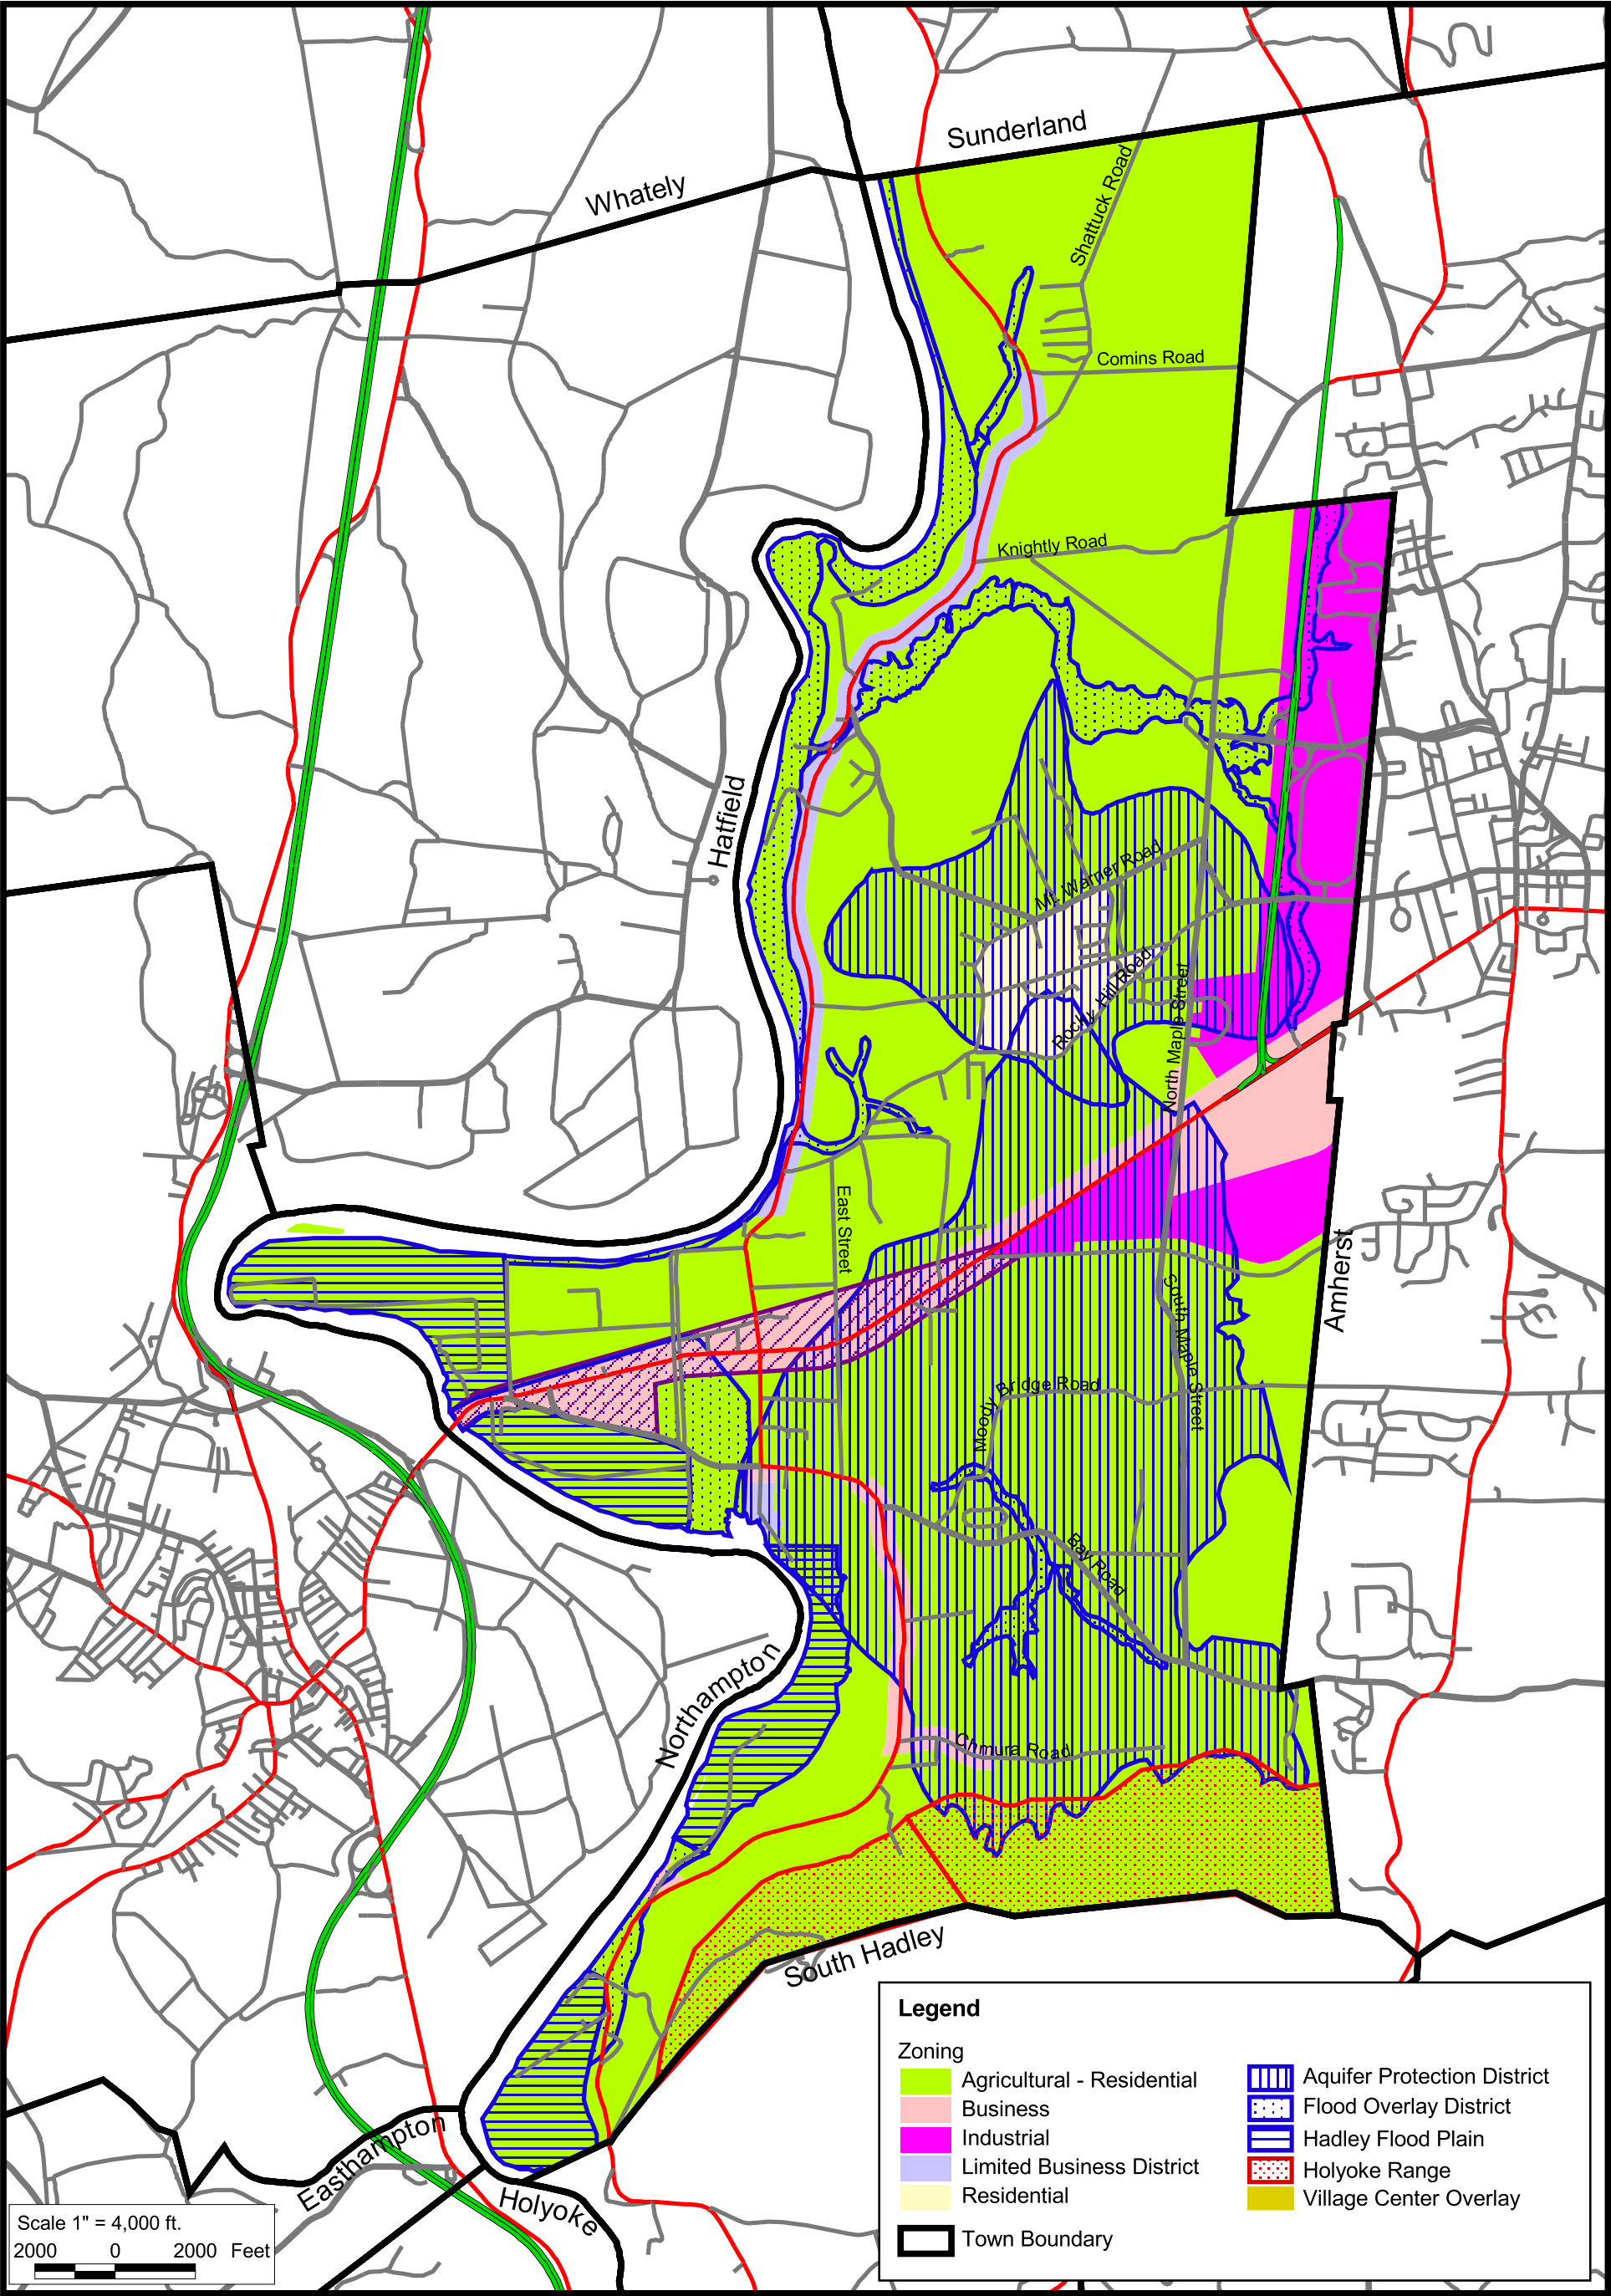 Sunderland
Whately
Shattuck Road
Comins Road
Knightly Road
Hatfield
Mt. Warner Road
Rocky Hill Road
North Maple Street
East Street
Amherst
South Maple Street
Moody Bridge Road
Bay Road
Northampton
Chmura Road
South Hadley
Easthampton
Holyoke
Legend
Zoning
Agricultural - Residential
Business
Industrial
Limited Business District
Residential
Town Boundary
Aquifer Protection District
Flood Overlay District
Hadley Flood Plain
Holyoke Range
Village Center Overlay
Scale 1" = 4,000 ft.
2000 0 2000 Feet